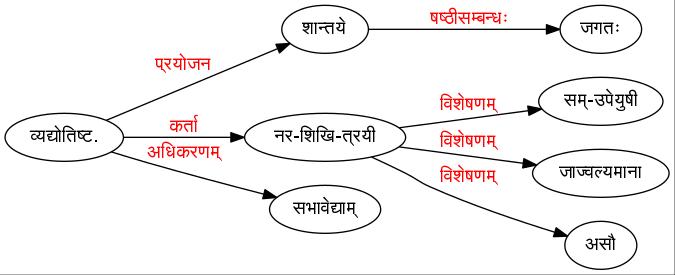 शान्तये
षष्ठीसम्बन्धः
जगतः
प्रयोजन
व्यद्योतिष्ट.
कर्ता
अधिकरणम्
नर-शिखि-त्रयी
विशेषणम्
सम्-उपेयुषी
विशेषणम्
जाज्वल्यमाना
विशेषणम्
सभावेद्याम्
असौ